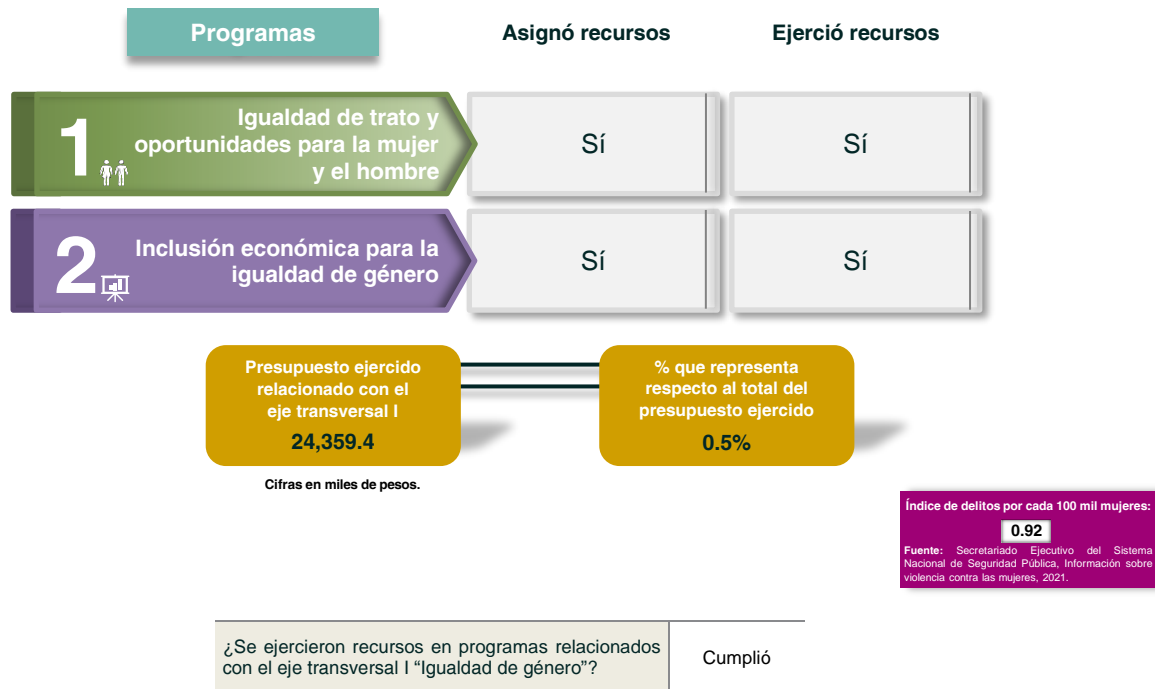 Programas
Asignó recursos
Ejerció recursos
1
Igualdad de trato y
oportunidades para la mujer
y el hombre
Sí
Sí
2
Inclusión económica para la
igualdad de género
Sí
Sí
Presupuesto ejercido
relacionado con el
eje transversal I
24,359.4
% que representa
respecto al total del
presupuesto ejercido
0.5%
Cifras en miles de pesos.
Índice de delitos por cada 100 mil mujeres:
0.92
Fuente: Secretariado Ejecutivo del Sistema
Nacional de Seguridad Pública, Información sobre
violencia contra las mujeres, 2021.
¿Se ejercieron recursos en programas relacionados
con el eje transversal I “Igualdad de género”?
Cumplió